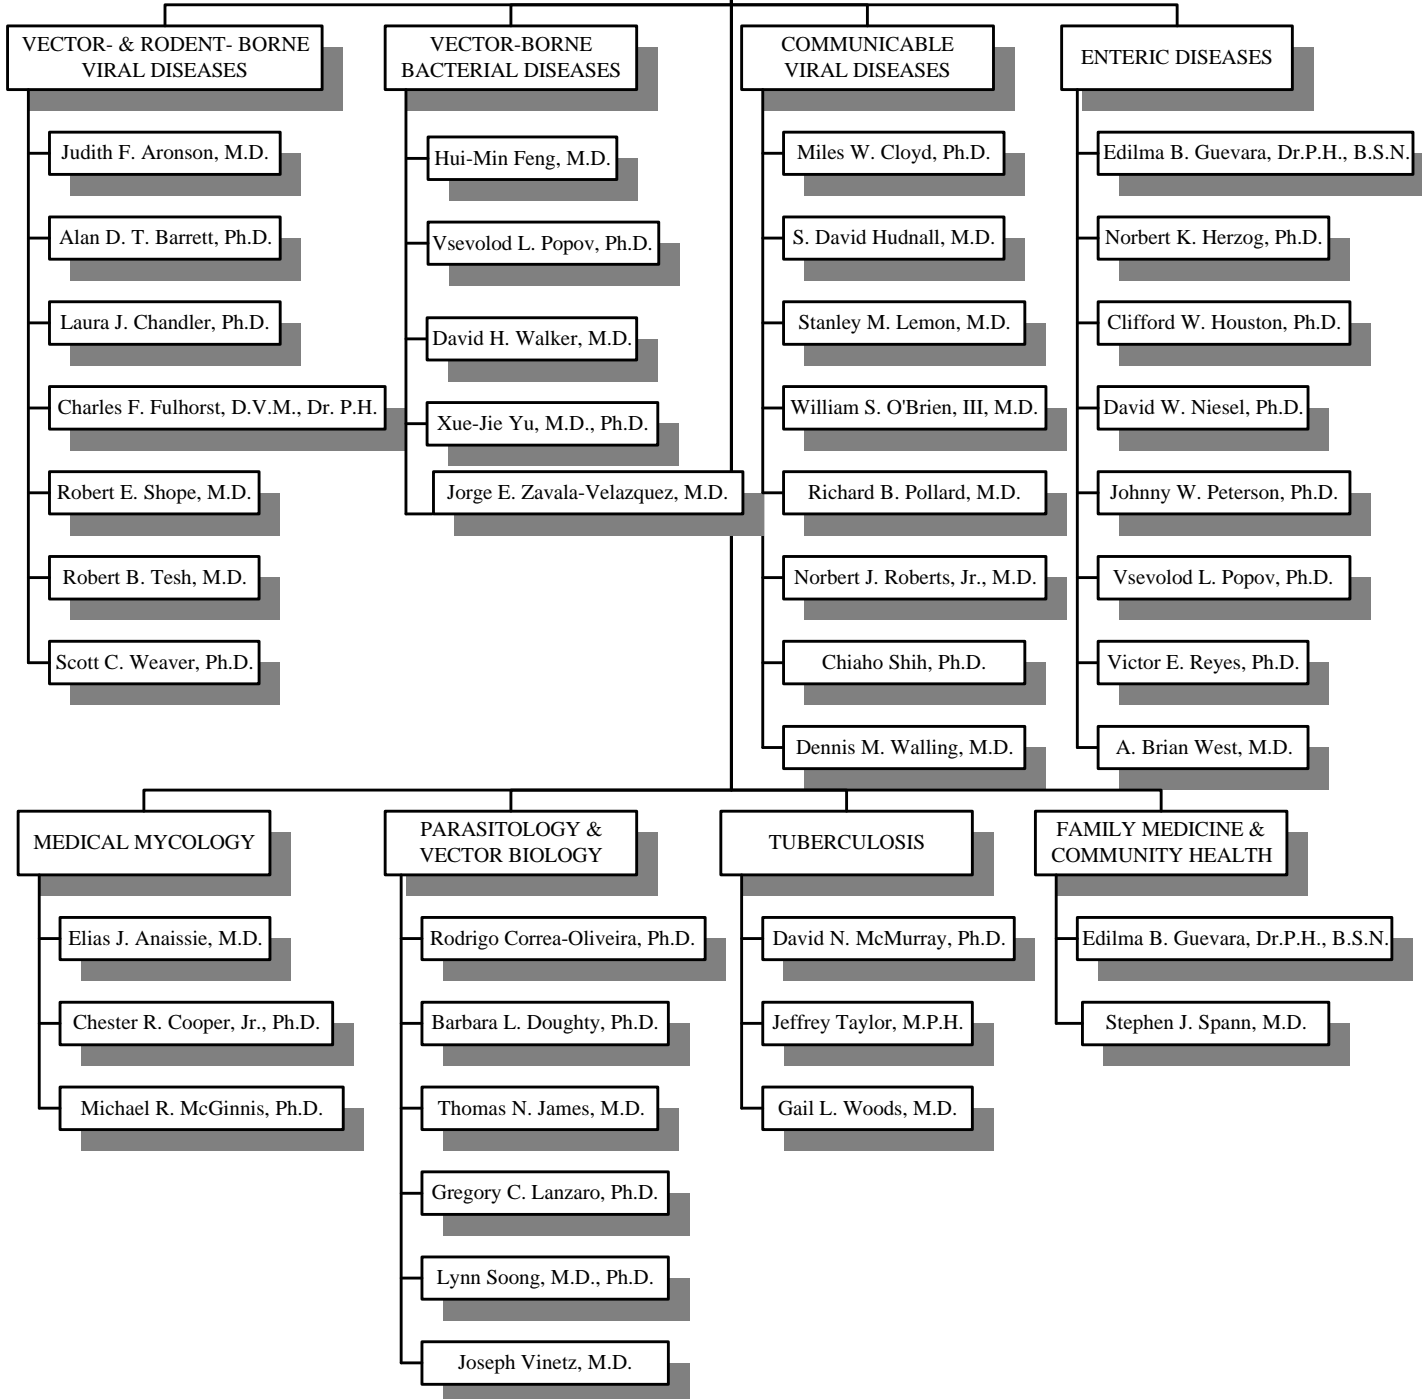 VECTOR- & RODENT- BORNE
VIRAL DISEASES
Judith F. Aronson, M.D.
Alan D. T. Barrett, Ph.D.
Laura J. Chandler, Ph.D.
Charles F. Fulhorst, D.V.M., Dr. P.H.
Robert E. Shope, M.D.
Robert B. Tesh, M.D.
Scott C. Weaver, Ph.D.
VECTOR-BORNE
BACTERIAL DISEASES
Hui-Min Feng, M.D.
Vsevolod L. Popov, Ph.D.
David H. Walker, M.D.
Xue-Jie Yu, M.D., Ph.D.
Jorge E. Zavala-Velazquez, M.D.
COMMUNICABLE
VIRAL DISEASES
Miles W. Cloyd, Ph.D.
S. David Hudnall, M.D.
Stanley M. Lemon, M.D.
William S. O'Brien, III, M.D.
Richard B. Pollard, M.D.
Norbert J. Roberts, Jr., M.D.
Chiaho Shih, Ph.D.
Dennis M. Walling, M.D.
ENTERIC DISEASES
Edilma B. Guevara, Dr.P.H., B.S.N.
Norbert K. Herzog, Ph.D.
Clifford W. Houston, Ph.D.
David W. Niesel, Ph.D.
Johnny W. Peterson, Ph.D.
Vsevolod L. Popov, Ph.D.
Victor E. Reyes, Ph.D.
A. Brian West, M.D.
MEDICAL MYCOLOGY
Elias J. Anaissie, M.D.
Chester R. Cooper, Jr., Ph.D.
Michael R. McGinnis, Ph.D.
PARASITOLOGY &
VECTOR BIOLOGY
Rodrigo Correa-Oliveira, Ph.D.
Barbara L. Doughty, Ph.D.
Thomas N. James, M.D.
Gregory C. Lanzaro, Ph.D.
Lynn Soong, M.D., Ph.D.
Joseph Vinetz, M.D.
TUBERCULOSIS
David N. McMurray, Ph.D.
Jeffrey Taylor, M.P.H.
Gail L. Woods, M.D.
FAMILY MEDICINE &
COMMUNITY HEALTH
Edilma B. Guevara, Dr.P.H., B.S.N.
Stephen J. Spann, M.D.